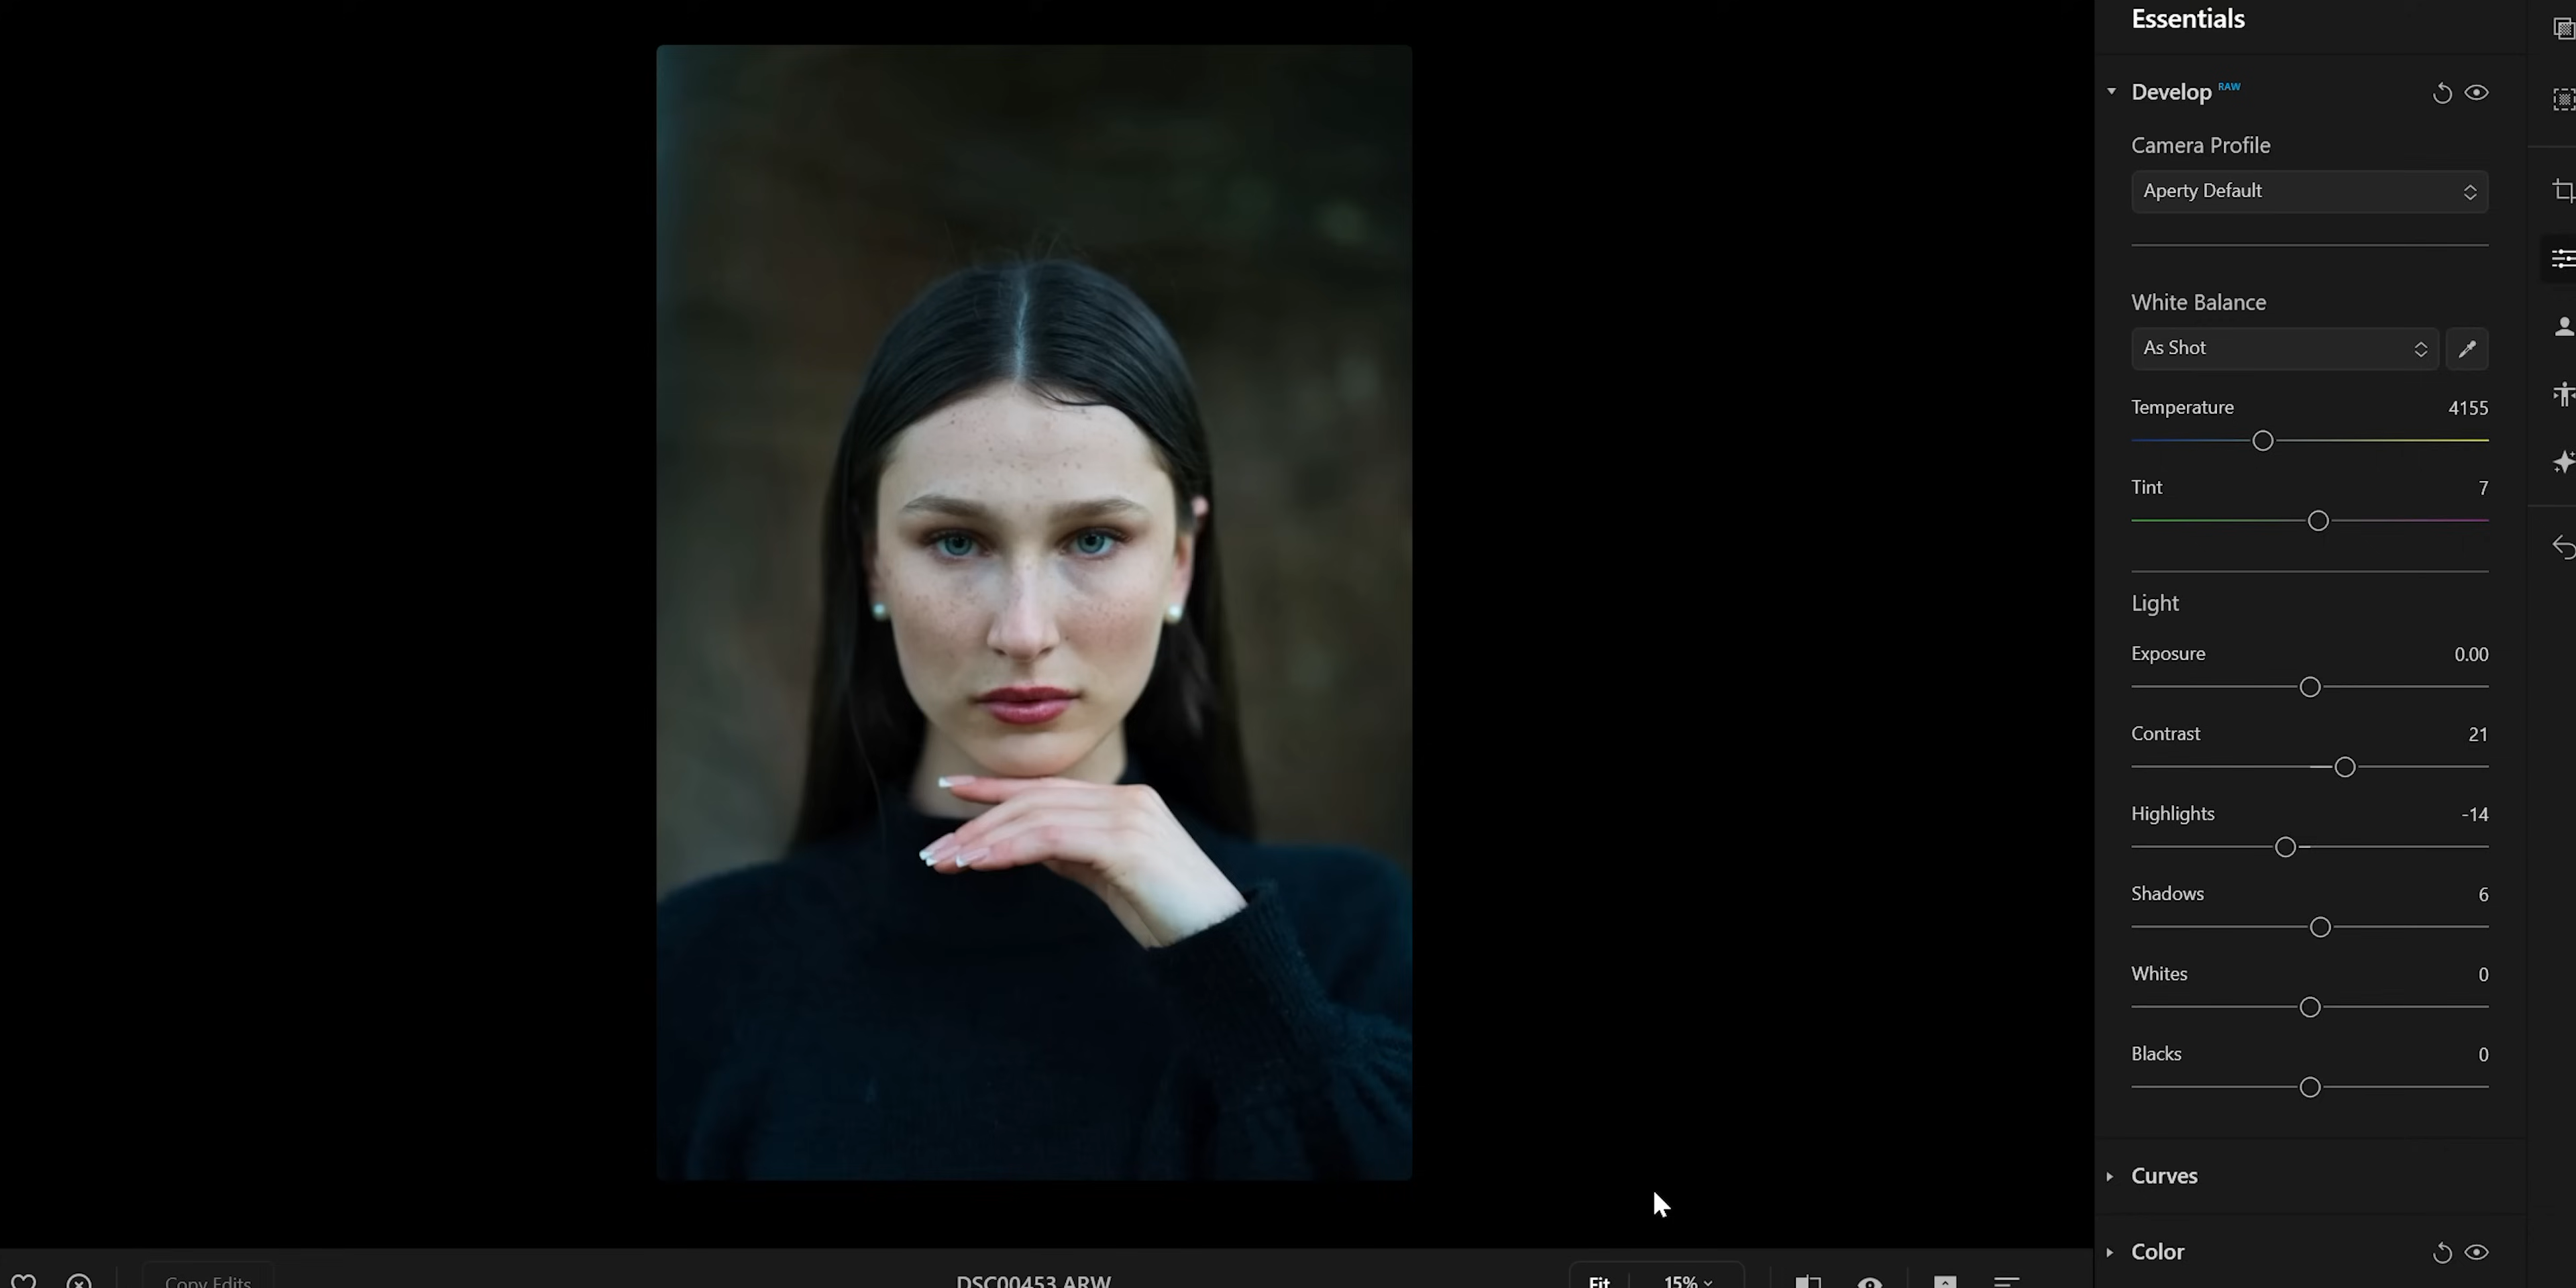 Essentials
Develop RAW
Camera Profile
Aperty Default
White Balance
As Shot
Temperature 4155
Tint 7
Light
Exposure 0.00
Contrast 21
Highlights -14
Shadows 6
Whites 0
Blacks 0
Curves
Color
Copy Edits
DSC00453.ARW
Fit 15%